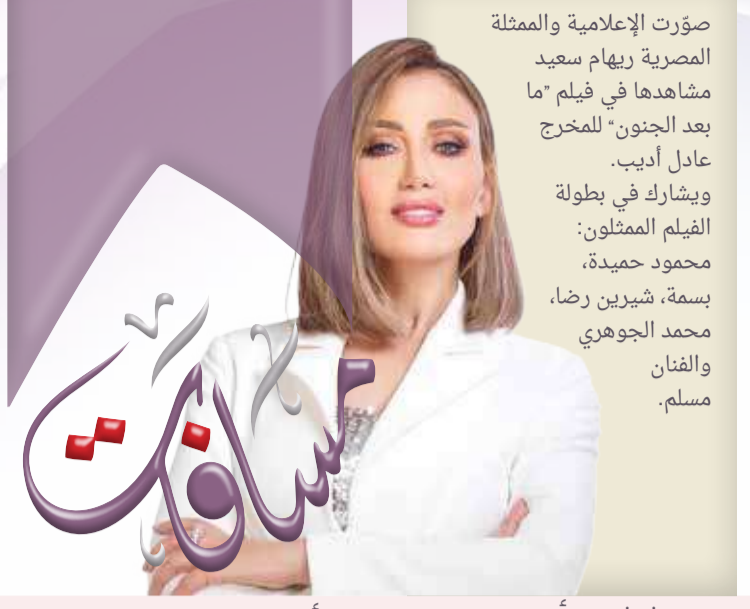 صوّرت الإعلامية والممثلة
المصرية ريهام سعيد
مشاهدها في فيلم "ما
بعد الجنون" للمخرج
عادل أديب.
ويشارك في بطولة
الفيلم الممثلون:
محمود حميدة،
بسمة، شيرين رضا،
محمد الجوهري
والفنان
مسلم.
مسافات